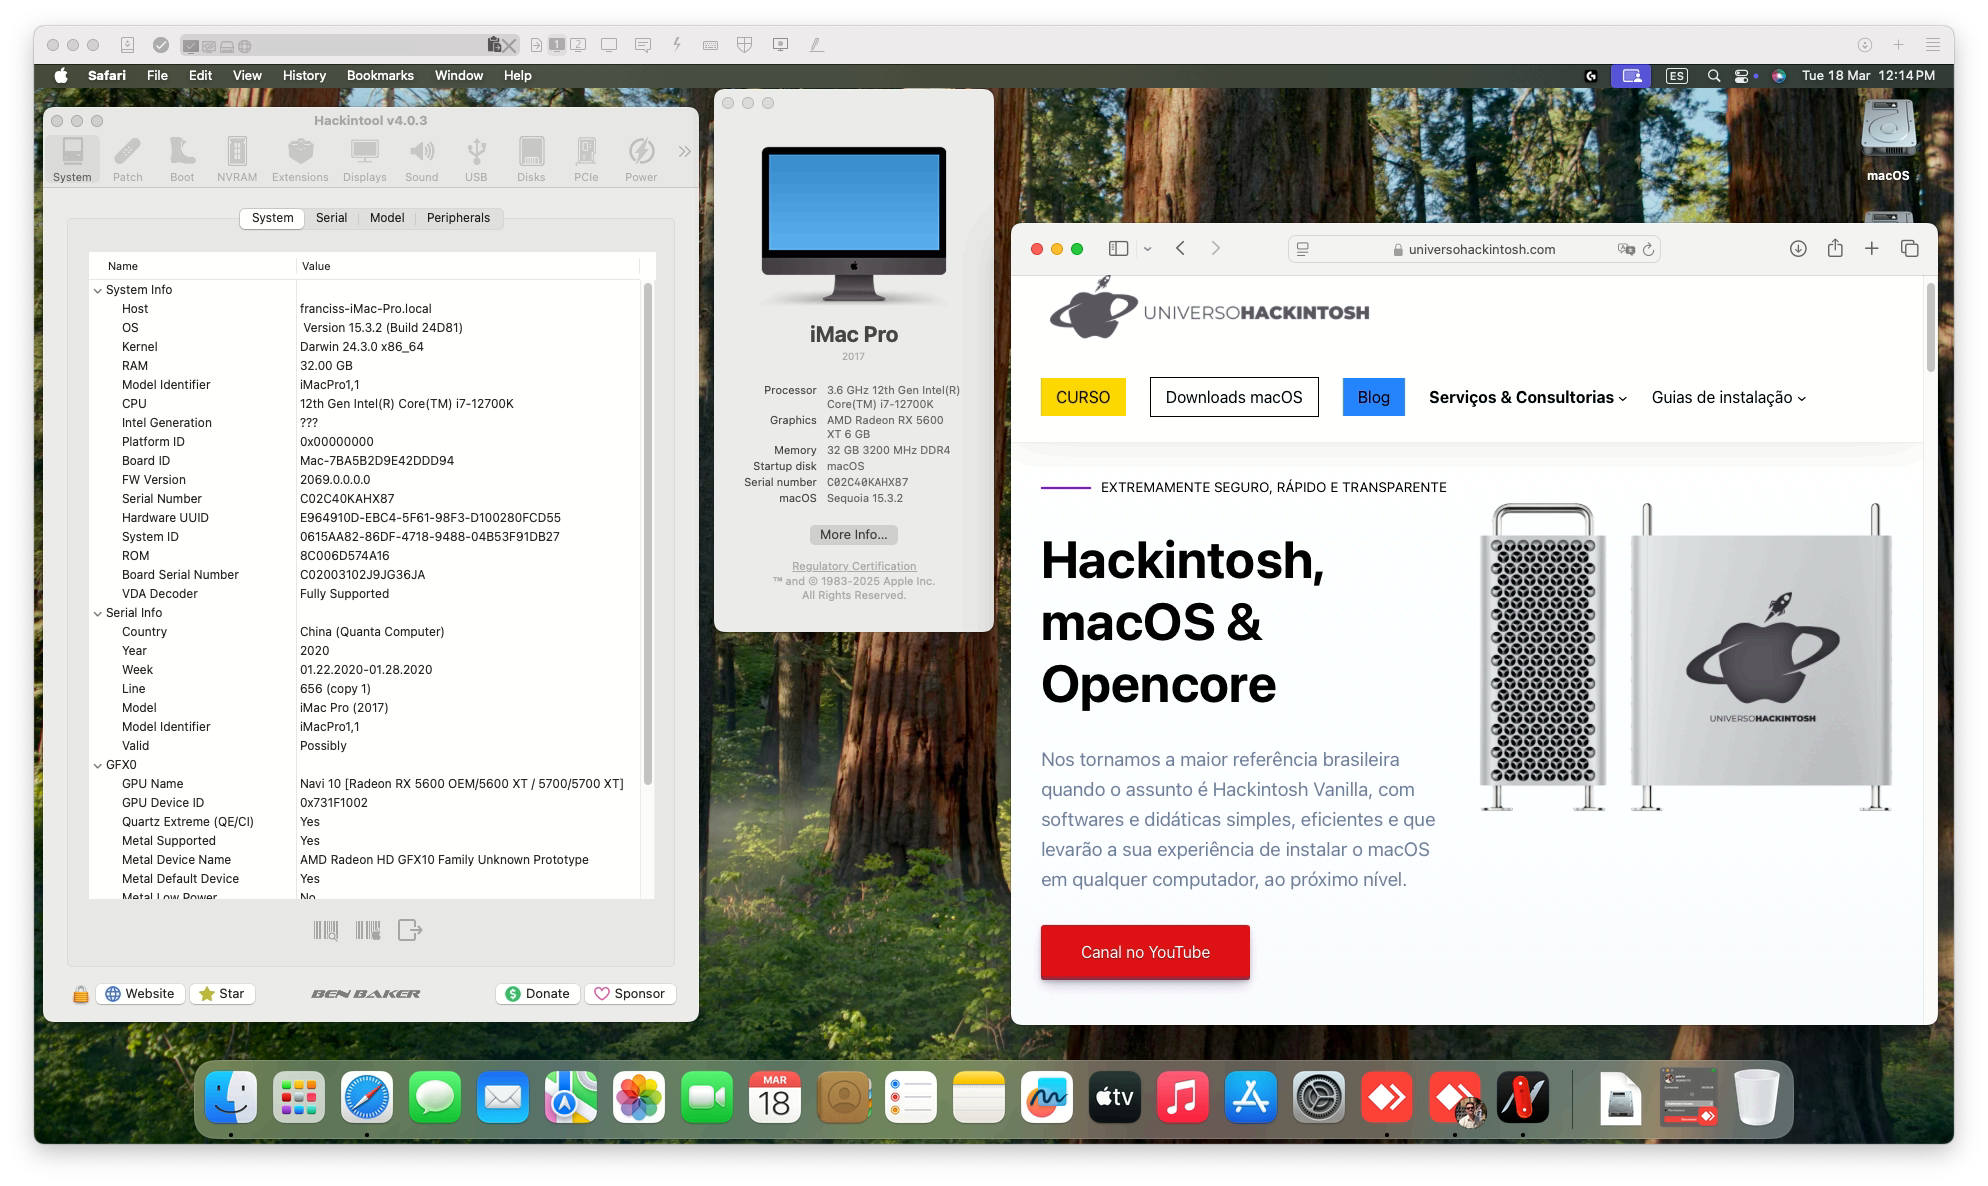 1 2
Safari File Edit View History Bookmarks Window Help
ES Tue 18 Mar 12:14 PM
macOS
Hackintool v4.0.3
System Patch Boot NVRAM Extensions Displays Sound USB Disks PCIe Power
System Serial Model Peripherals
Name Value
System Info
Host franciss-iMac-Pro.local
OS Version 15.3.2 (Build 24D81)
Kernel Darwin 24.3.0 x86_64
RAM 32.00 GB
Model Identifier iMacPro1,1
CPU 12th Gen Intel(R) Core(TM) i7-12700K
Intel Generation ???
Platform ID 0x00000000
Board ID Mac-7BA5B2D9E42DDD94
FW Version 2069.0.0.0.0
Serial Number C02C40KAHX87
Hardware UUID E964910D-EBC4-5F61-98F3-D100280FCD55
System ID 0615AA82-86DF-4718-9488-04B53F91DB27
ROM 8C006D574A16
Board Serial Number C02003102J9JG36JA
VDA Decoder Fully Supported
Serial Info
Country China (Quanta Computer)
Year 2020
Week 01.22.2020-01.28.2020
Line 656 (copy 1)
Model iMac Pro (2017)
Model Identifier iMacPro1,1
Valid Possibly
GFX0
GPU Name Navi 10 [Radeon RX 5600 OEM/5600 XT / 5700/5700 XT]
GPU Device ID 0x731F1002
Quartz Extreme (QE/CI) Yes
Metal Supported Yes
Metal Device Name AMD Radeon HD GFX10 Family Unknown Prototype
Metal Default Device Yes
Metal Low Power No
Website Star BEN BAKER Donate Sponsor
iMac Pro
2017
Processor 3.6 GHz 12th Gen Intel(R)
Core(TM) i7-12700K
Graphics AMD Radeon RX 5600
XT 6 GB
Memory 32 GB 3200 MHz DDR4
Startup disk macOS
Serial number C02C40KAHX87
macOS Sequoia 15.3.2
More Info...
Regulatory Certification
™ and © 1983-2025 Apple Inc.
All Rights Reserved.
universohackintosh.com
UNIVERSOHACKINTOSH
CURSO Downloads macOS Blog Serviços & Consultorias Guias de instalação
EXTREMAMENTE SEGURO, RÁPIDO E TRANSPARENTE
Hackintosh,
macOS &
Opencore
UNIVERSOHACKINTOSH
Nos tornamos a maior referência brasileira
quando o assunto é Hackintosh Vanilla, com
softwares e didáticas simples, eficientes e que
levarão a sua experiência de instalar o macOS
em qualquer computador, ao próximo nível.
Canal no YouTube
MAR
18
tv